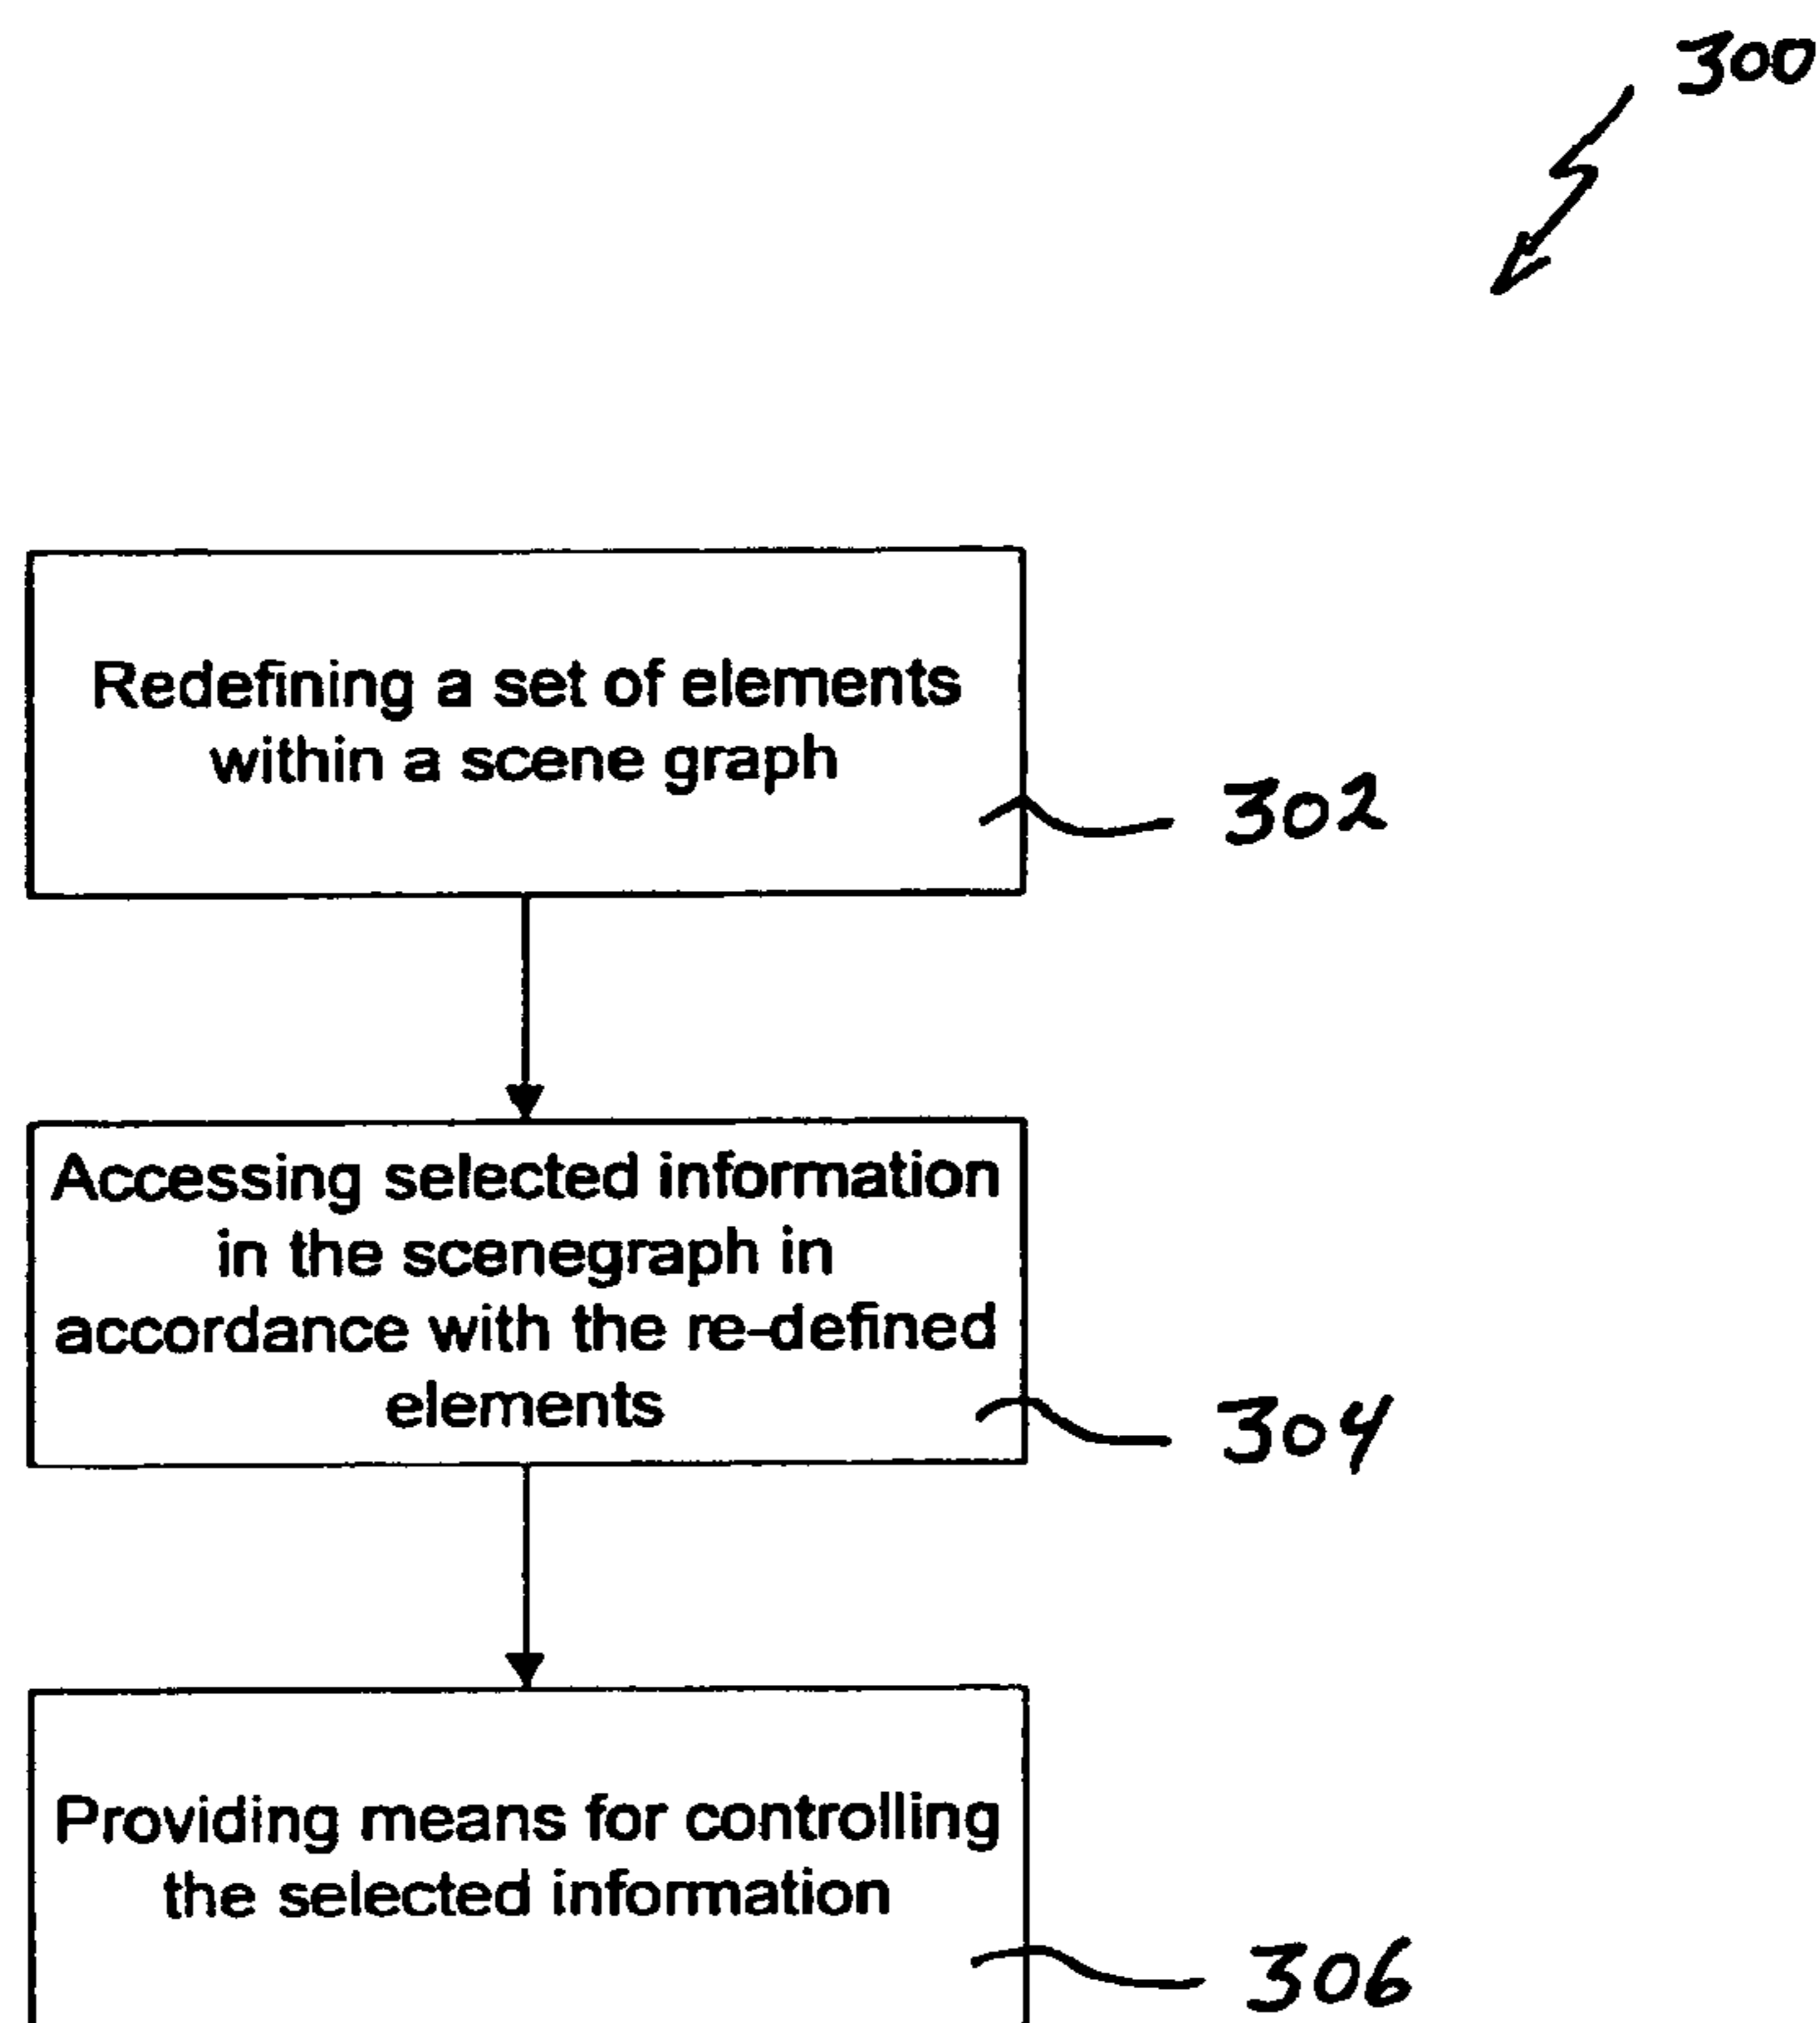 300
Redefining a set of elements
within a scene graph
302
Accessing selected information
in the scenegraph in
accordance with the re-defined
elements
304
Providing means for controlling
the selected information
306